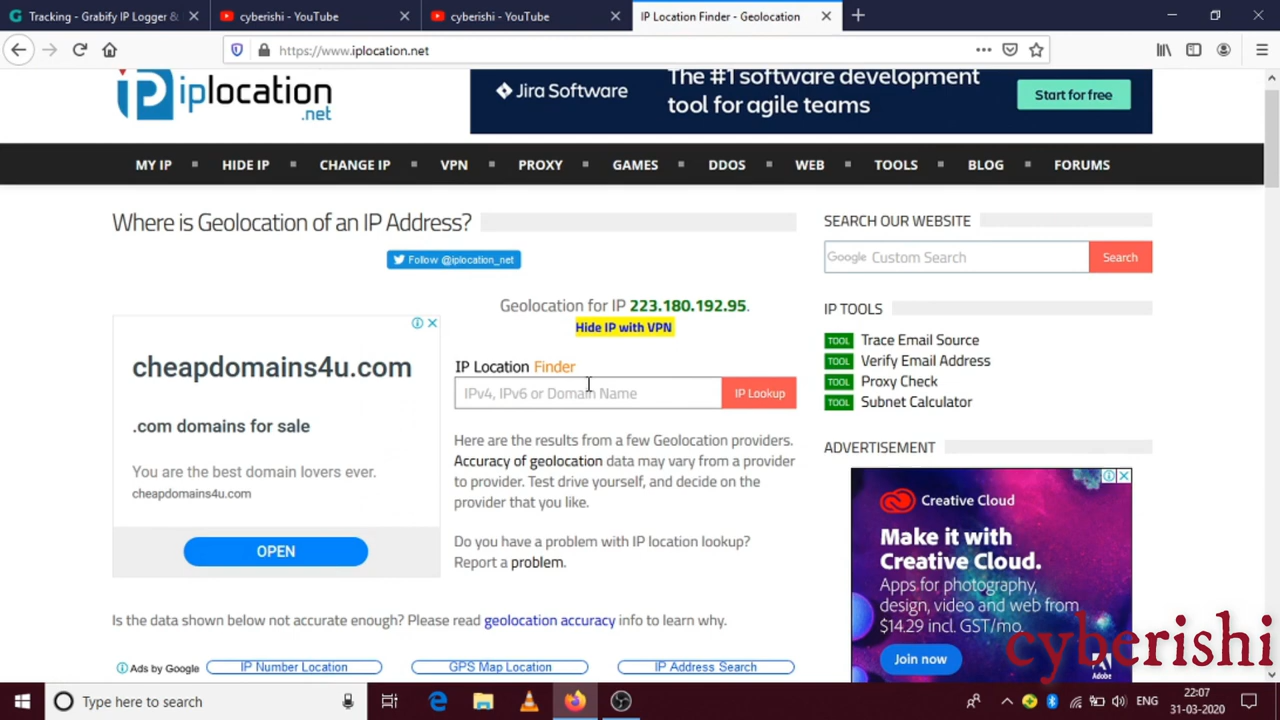 Tracking - Grabify IP Logger &
cyberishi - YouTube
cyberishi - YouTube
IP Location Finder - Geolocation
https://www.iplocation.net
iplocation
.net
Jira Software
The #1 software development
tool for agile teams
Start for free
MY IP
HIDE IP
CHANGE IP
VPN
PROXY
GAMES
DDOS
WEB
TOOLS
BLOG
FORUMS
Where is Geolocation of an IP Address?
Follow @iplocation_net
Geolocation for IP 223.180.192.95.
Hide IP with VPN
cheapdomains4u.com
.com domains for sale
You are the best domain lovers ever.
cheapdomains4u.com
OPEN
IP Location Finder
IPv4, IPv6 or Domain Name
IP Lookup
Here are the results from a few Geolocation providers.
Accuracy of geolocation data may vary from a provider
to provider. Test drive yourself, and decide on the
provider that you like.
Do you have a problem with IP location lookup?
Report a problem.
Is the data shown below not accurate enough? Please read geolocation accuracy info to learn why.
Ads by Google
IP Number Location
GPS Map Location
IP Address Search
SEARCH OUR WEBSITE
Google Custom Search
Search
IP TOOLS
TOOL Trace Email Source
TOOL Verify Email Address
TOOL Proxy Check
TOOL Subnet Calculator
ADVERTISEMENT
Creative Cloud
Make it with
Creative Cloud.
Apps for photography,
design, video and web from
$14.29 incl. GST/mo.
Join now
Adobe
cyberishi
Type here to search
ENG
22:07
31-03-2020